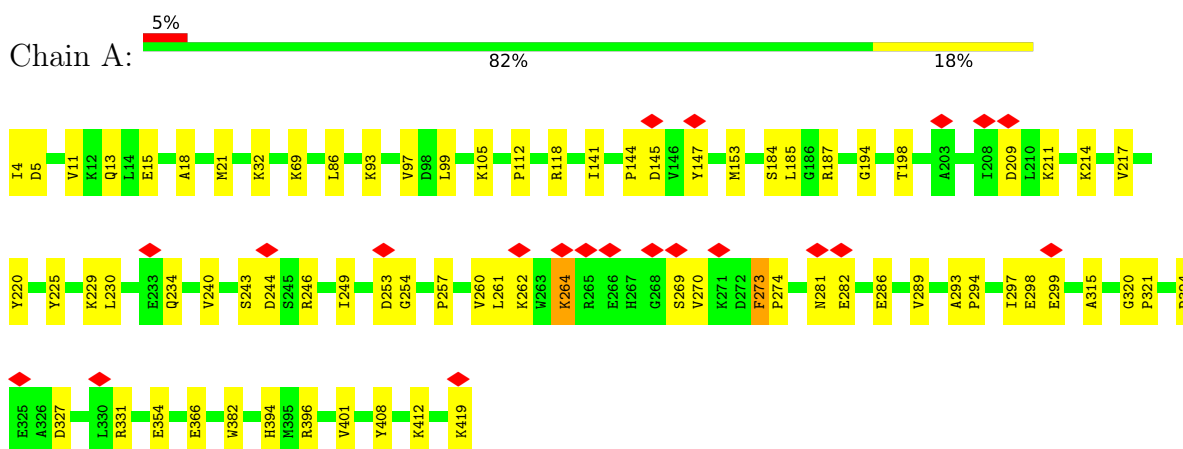 5%
Chain A:
82% 18%
I4 D5 V11 K12 Q13 L14 E15 A18 M21 K32 K69 L86 K93 V97 D98 L99 K105 P112 R118 I141 P144 D145 V146 Y147 M153 S184 L185 G186 R187 G194 T198 A203 I208 D209 L210 K211 K214 V217
Y220 Y225 K229 L230 E233 Q234 V240 S243 D244 S245 R246 I249 D253 G254 P257 V260 L261 K262 W263 K264 R265 E266 H267 G268 S269 V270 K271 D272 F273 P274 N281 E282 E286 V289 A293 P294 I297 E298 E299 A315 G320 P321
E325 A326 D327 L330 R331 E354 E366 W382 H394 M395 R396 V401 Y408 K412 K419